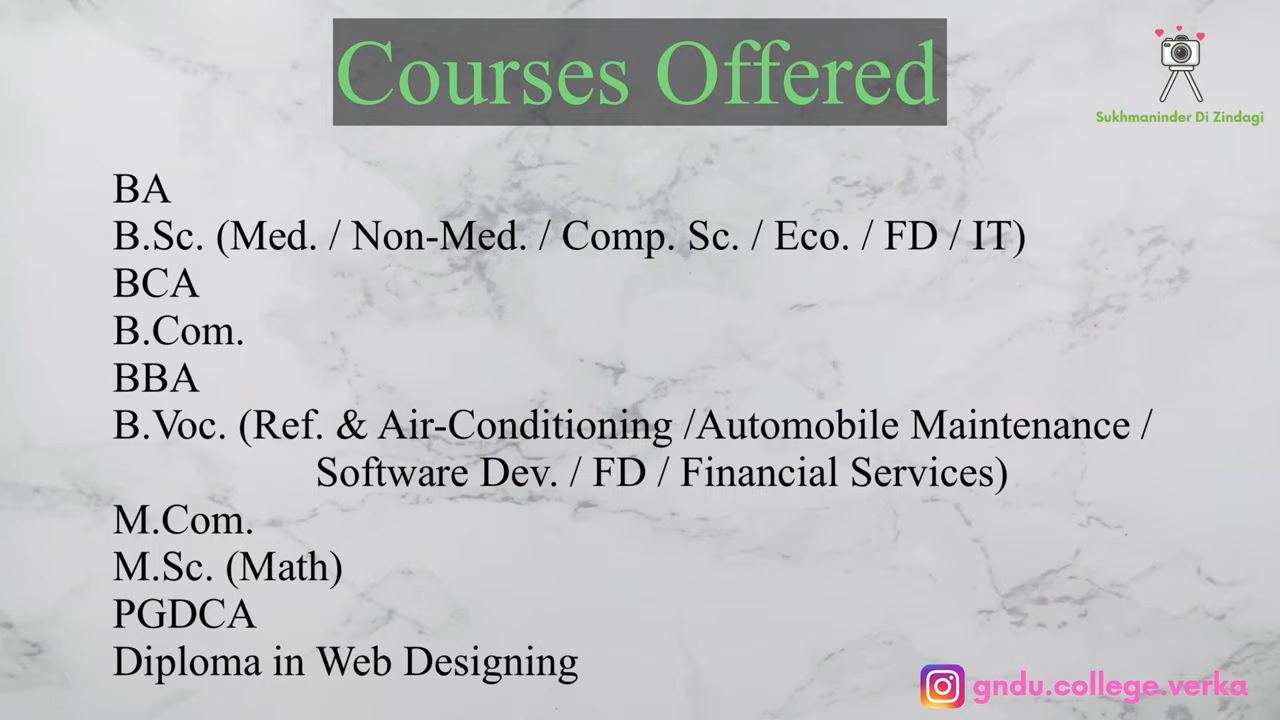 Courses Offered
Sukhmaninder Di Zindagi
BA
B.Sc. (Med. / Non-Med. / Comp. Sc. / Eco. / FD / IT)
BCA
B.Com.
BBA
B.Voc. (Ref. & Air-Conditioning /Automobile Maintenance /
Software Dev. / FD / Financial Services)
M.Com.
M.Sc. (Math)
PGDCA
Diploma in Web Designing
gndu.college.verka